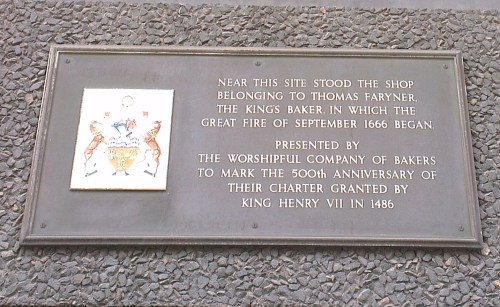 NEAR THIS SITE STOOD THE SHOP
BELONGING TO THOMAS FARYNER,
THE KING'S BAKER, IN WHICH THE
GREAT FIRE OF SEPTEMBER 1666 BEGAN
PRESENTED BY
THE WORSHIPFUL COMPANY OF BAKERS
TO MARK THE 500th ANNIVERSARY OF
THEIR CHARTER GRANTED BY
KING HENRY VII IN 1486